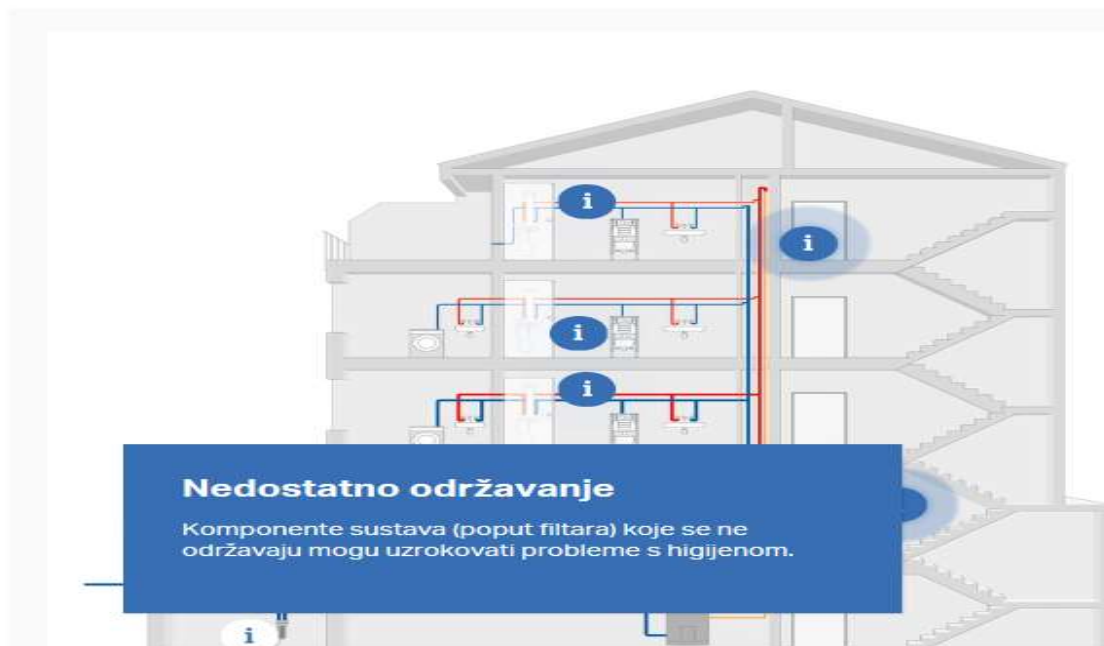 i
i
i
i
Nedostatno održavanje
Komponente sustava (poput filtara) koje se ne
održavaju mogu uzrokovati probleme s higijenom.
i